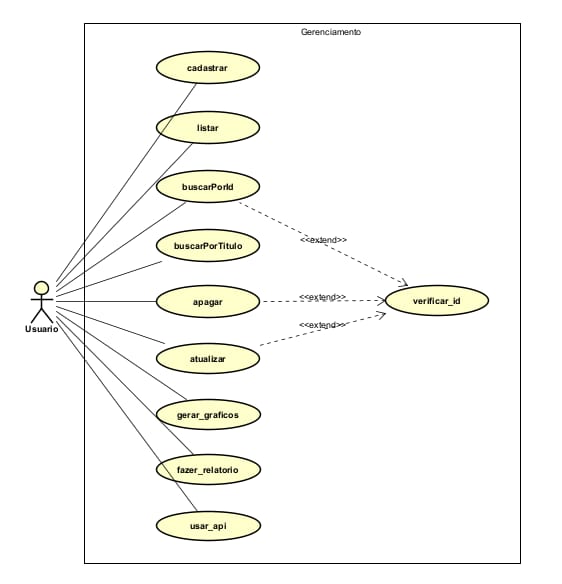 Gerenciamento
cadastrar
listar
buscarPorId
buscarPorTitulo
<<extend>>
apagar
<<extend>>
verificar_id
<<extend>>
Usuario
atualizar
gerar_graficos
fazer_relatorio
usar_api